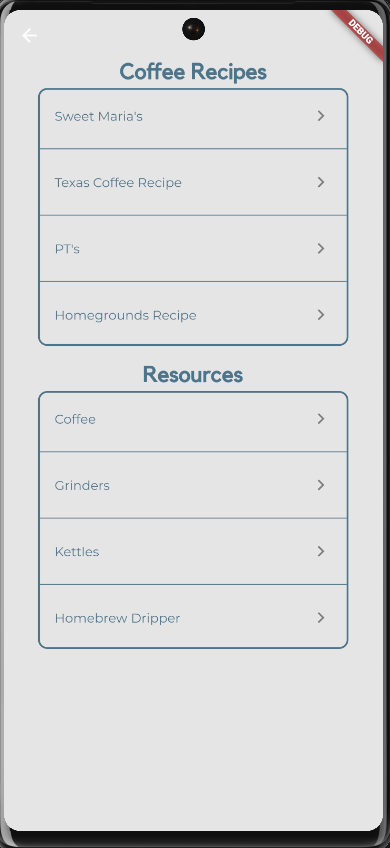 DEBUG
Coffee Recipes
Sweet Maria's
Texas Coffee Recipe
PT's
Homegrounds Recipe
Resources
Coffee
Grinders
Kettles
Homebrew Dripper